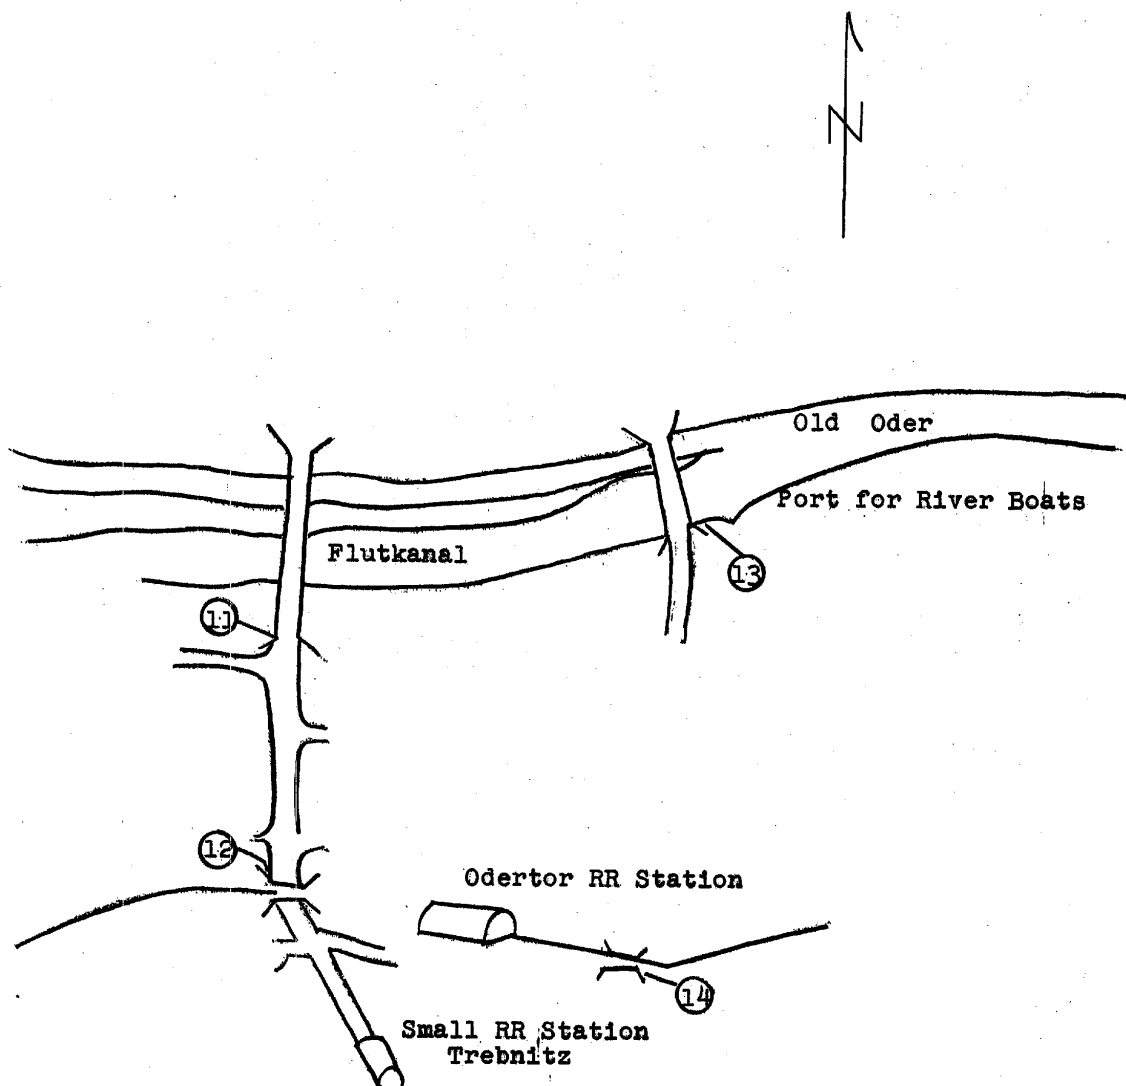 N
Old Oder
Port for River Boats
Flutkanal
13
11
12
Odertor RR Station
14
Small RR Station
Trebnitz